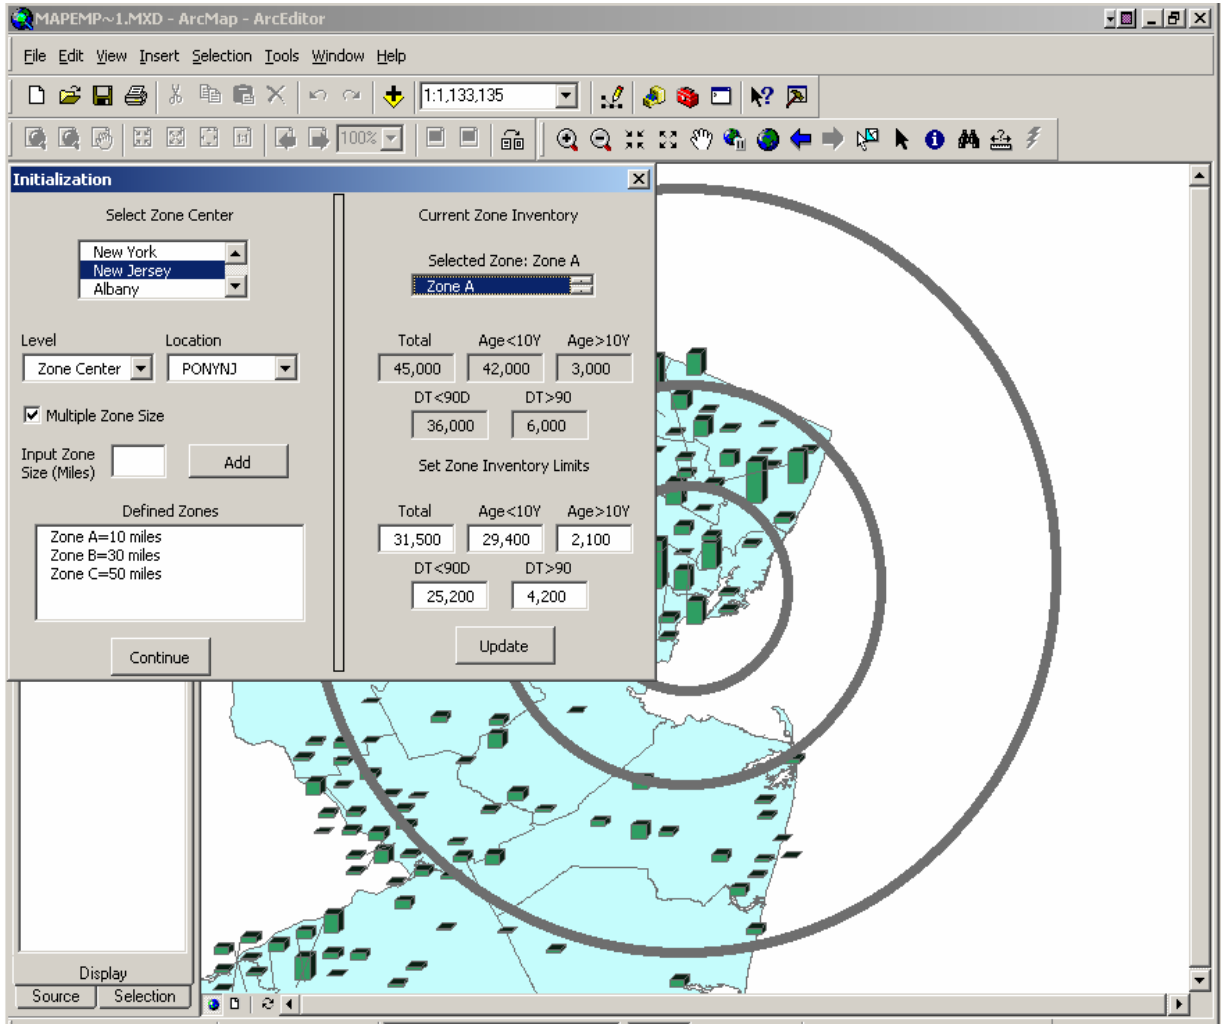 MAPEMP~1.MXD - ArcMap - ArcEditor
File Edit View Insert Selection Tools Window Help
1:1,133,135
100%
1:1
Initialization
Select Zone Center
New York
New Jersey
Albany
Level Location
Zone Center PONYNJ
Multiple Zone Size
Input Zone
Size (Miles)
Add
Defined Zones
Zone A=10 miles
Zone B=30 miles
Zone C=50 miles
Continue
Current Zone Inventory
Selected Zone: Zone A
Zone A
Total Age<10Y Age>10Y
45,000 42,000 3,000
DT<90D DT>90
36,000 6,000
Set Zone Inventory Limits
Total Age<10Y Age>10Y
31,500 29,400 2,100
DT<90D DT>90
25,200 4,200
Update
Display
Source Selection